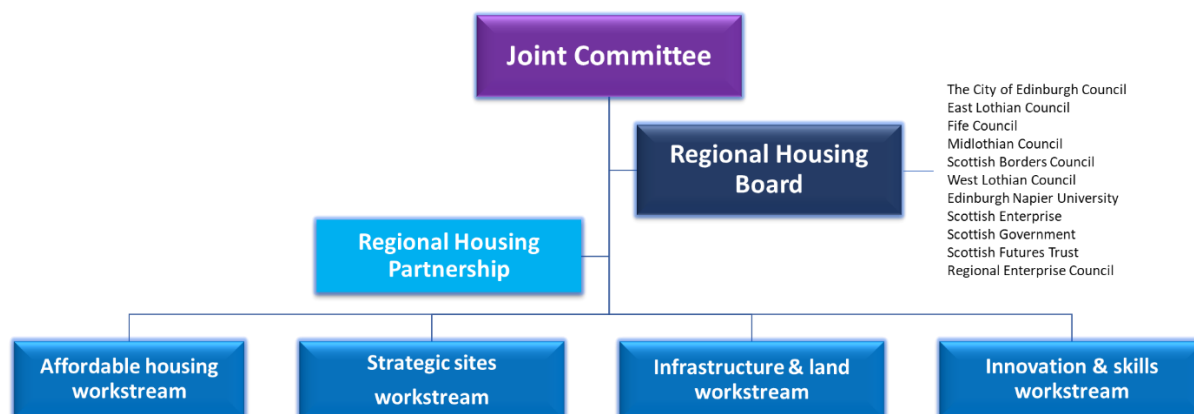 Joint Committee
Regional Housing
Board
The City of Edinburgh Council
East Lothian Council
Fife Council
Midlothian Council
Scottish Borders Council
West Lothian Council
Edinburgh Napier University
Scottish Enterprise
Scottish Government
Scottish Futures Trust
Regional Enterprise Council
Regional Housing
Partnership
Affordable housing
workstream
Strategic sites
workstream
Infrastructure & land
workstream
Innovation & skills
workstream